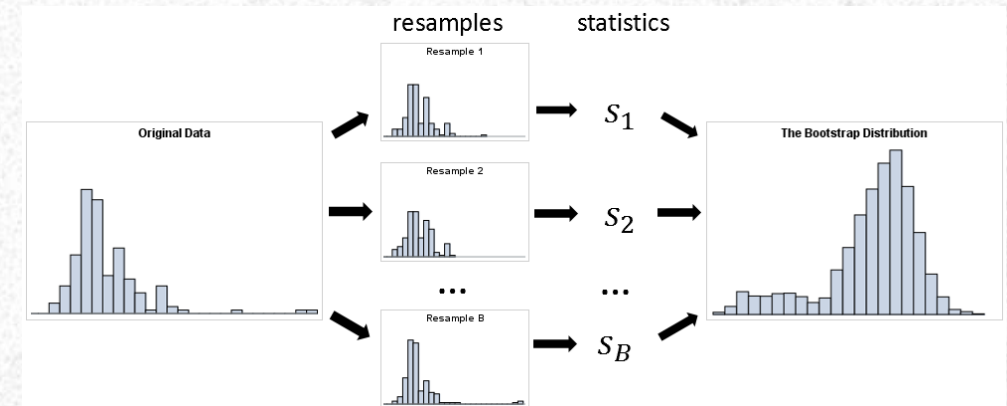 resamples
statistics
Resample 1
S1
Original Data
The Bootstrap Distribution
Resample 2
S2
...
...
Resample B
SB